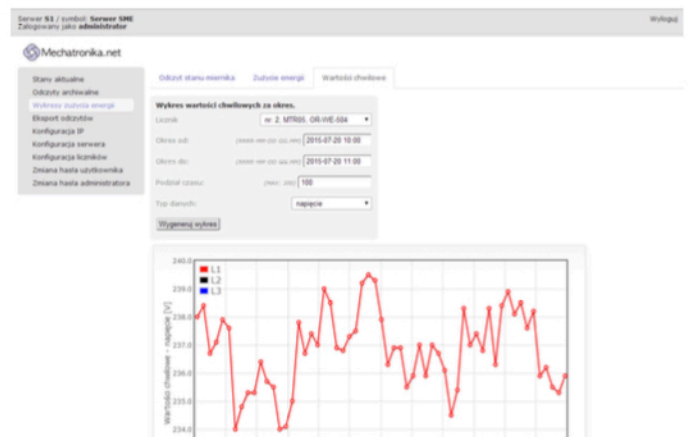 Serwer S1 / symbol: Serwer SME
Zalogowany jako administrator
Wyloguj
Mechatronika.net
Stany aktualne
Odczyty archiwalne
Wykresy zużycia energii
Eksport odczytów
Konfiguracja IP
Konfiguracja serwera
Konfiguracja liczników
Zmiana hasła użytkownika
Zmiana hasła administratora
Odczyt stanu miernika
Zużycie energii
Wartości chwilowe
Wykres wartości chwilowych za okres.
Licznik
nr 2, MTR05, OR-WE-504
Okres od:
2015-07-20 10:00
Okres do:
2015-07-20 11:00
Podział czasu:
(max: 200) 100
Typ danych:
napięcie
Wygeneruj wykres
240.0
L1
L2
239.0
L3
238.0
237.0
236.0
235.0
234.0
Wartości chwilowe - napięcie [V]